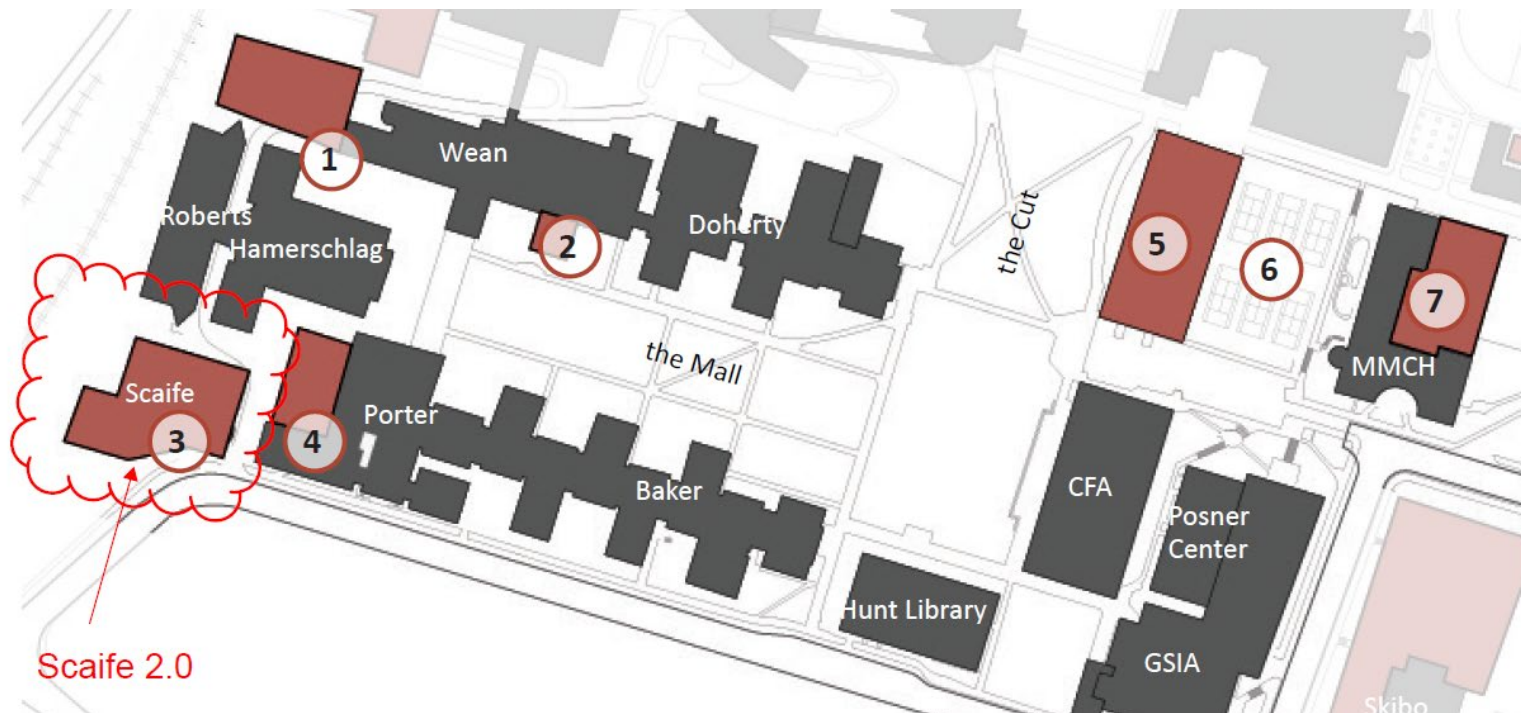 1
Wean
2
Roberts
Hamerschlag
Doherty
the Cut
5
6
7
the Mall
MMCH
Scaife
3
4
Porter
Baker
CFA
Posner
Center
Hunt Library
GSIA
Skibo
Scaife 2.0